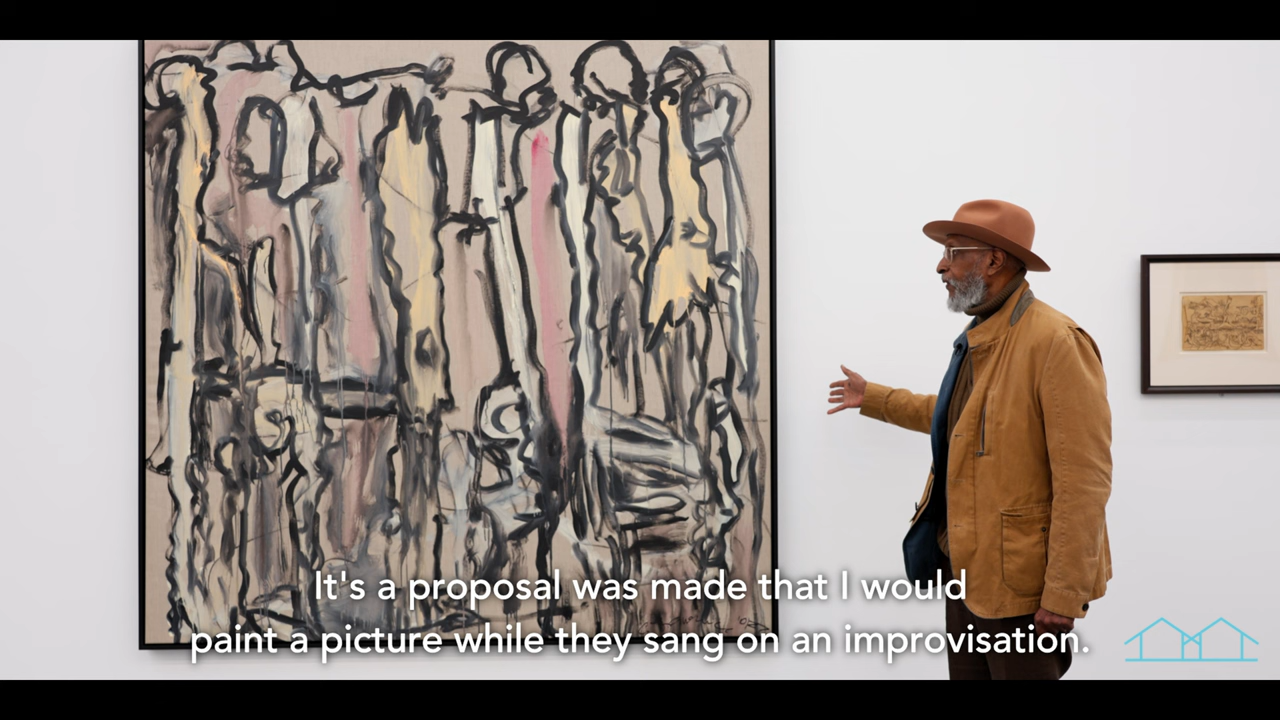 It's a proposal was made that I would
paint a picture while they sang on an improvisation.